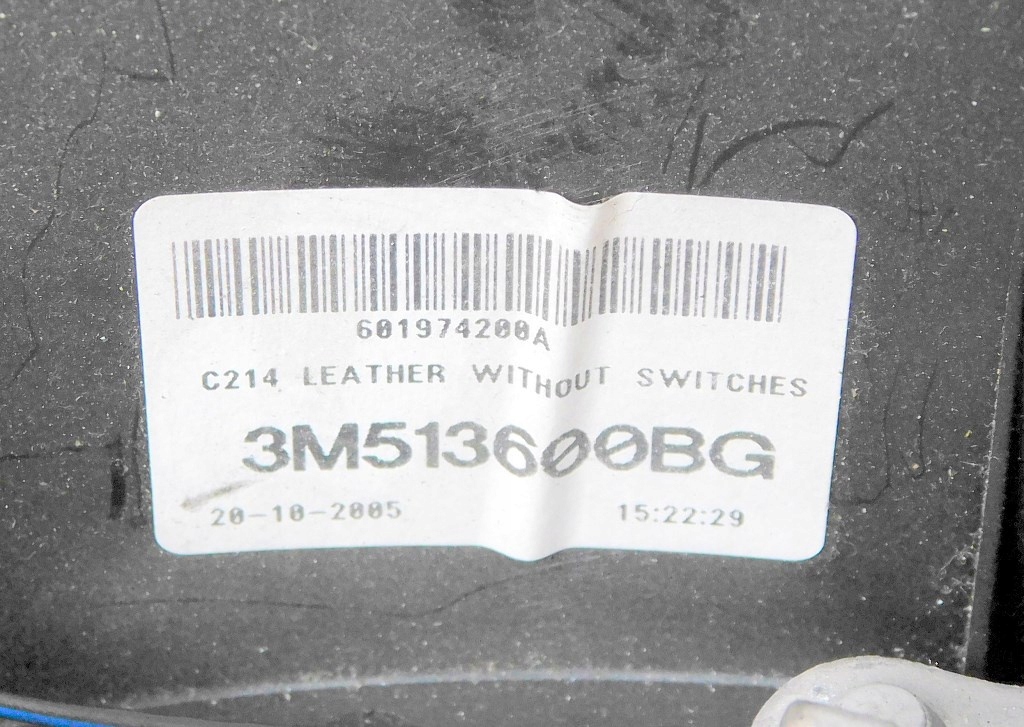 601974200A
C214 LEATHER WITHOUT SWITCHES
3M513600BG
20-10-2005 15:22:29